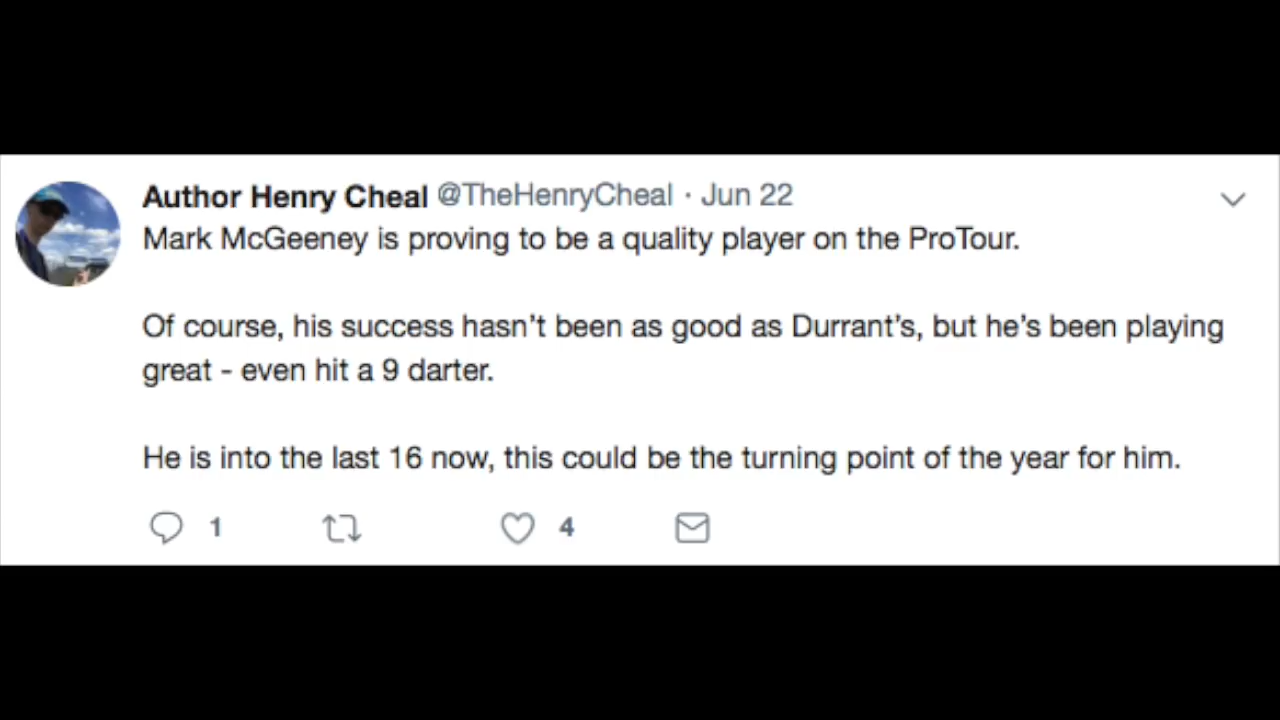 Author Henry Cheal @TheHenryCheal · Jun 22
Mark McGeeney is proving to be a quality player on the ProTour.
Of course, his success hasn't been as good as Durrant's, but he's been playing
great - even hit a 9 darter.
He is into the last 16 now, this could be the turning point of the year for him.
1 4